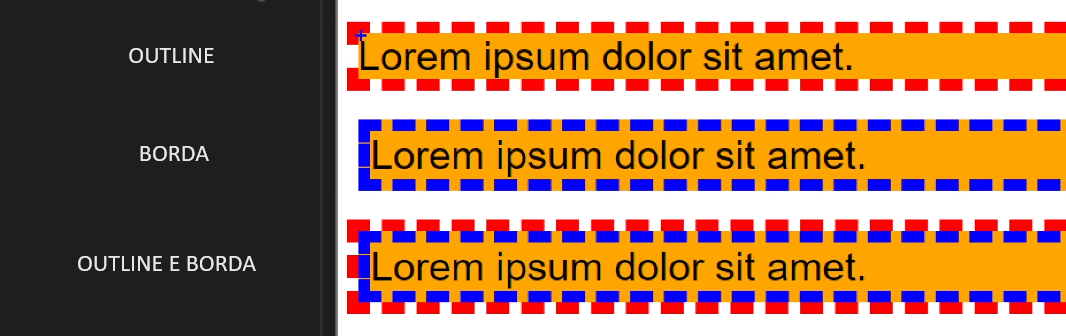 OUTLINE
Lorem ipsum dolor sit amet.
BORDA
Lorem ipsum dolor sit amet.
OUTLINE E BORDA
Lorem ipsum dolor sit amet.